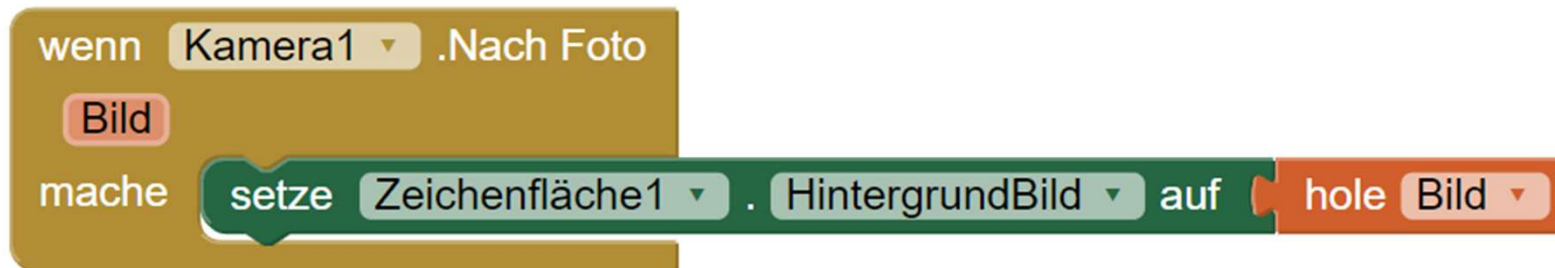 wenn Kamera1 .Nach Foto
Bild
mache setze Zeichenfläche1 . HintergrundBild auf hole Bild